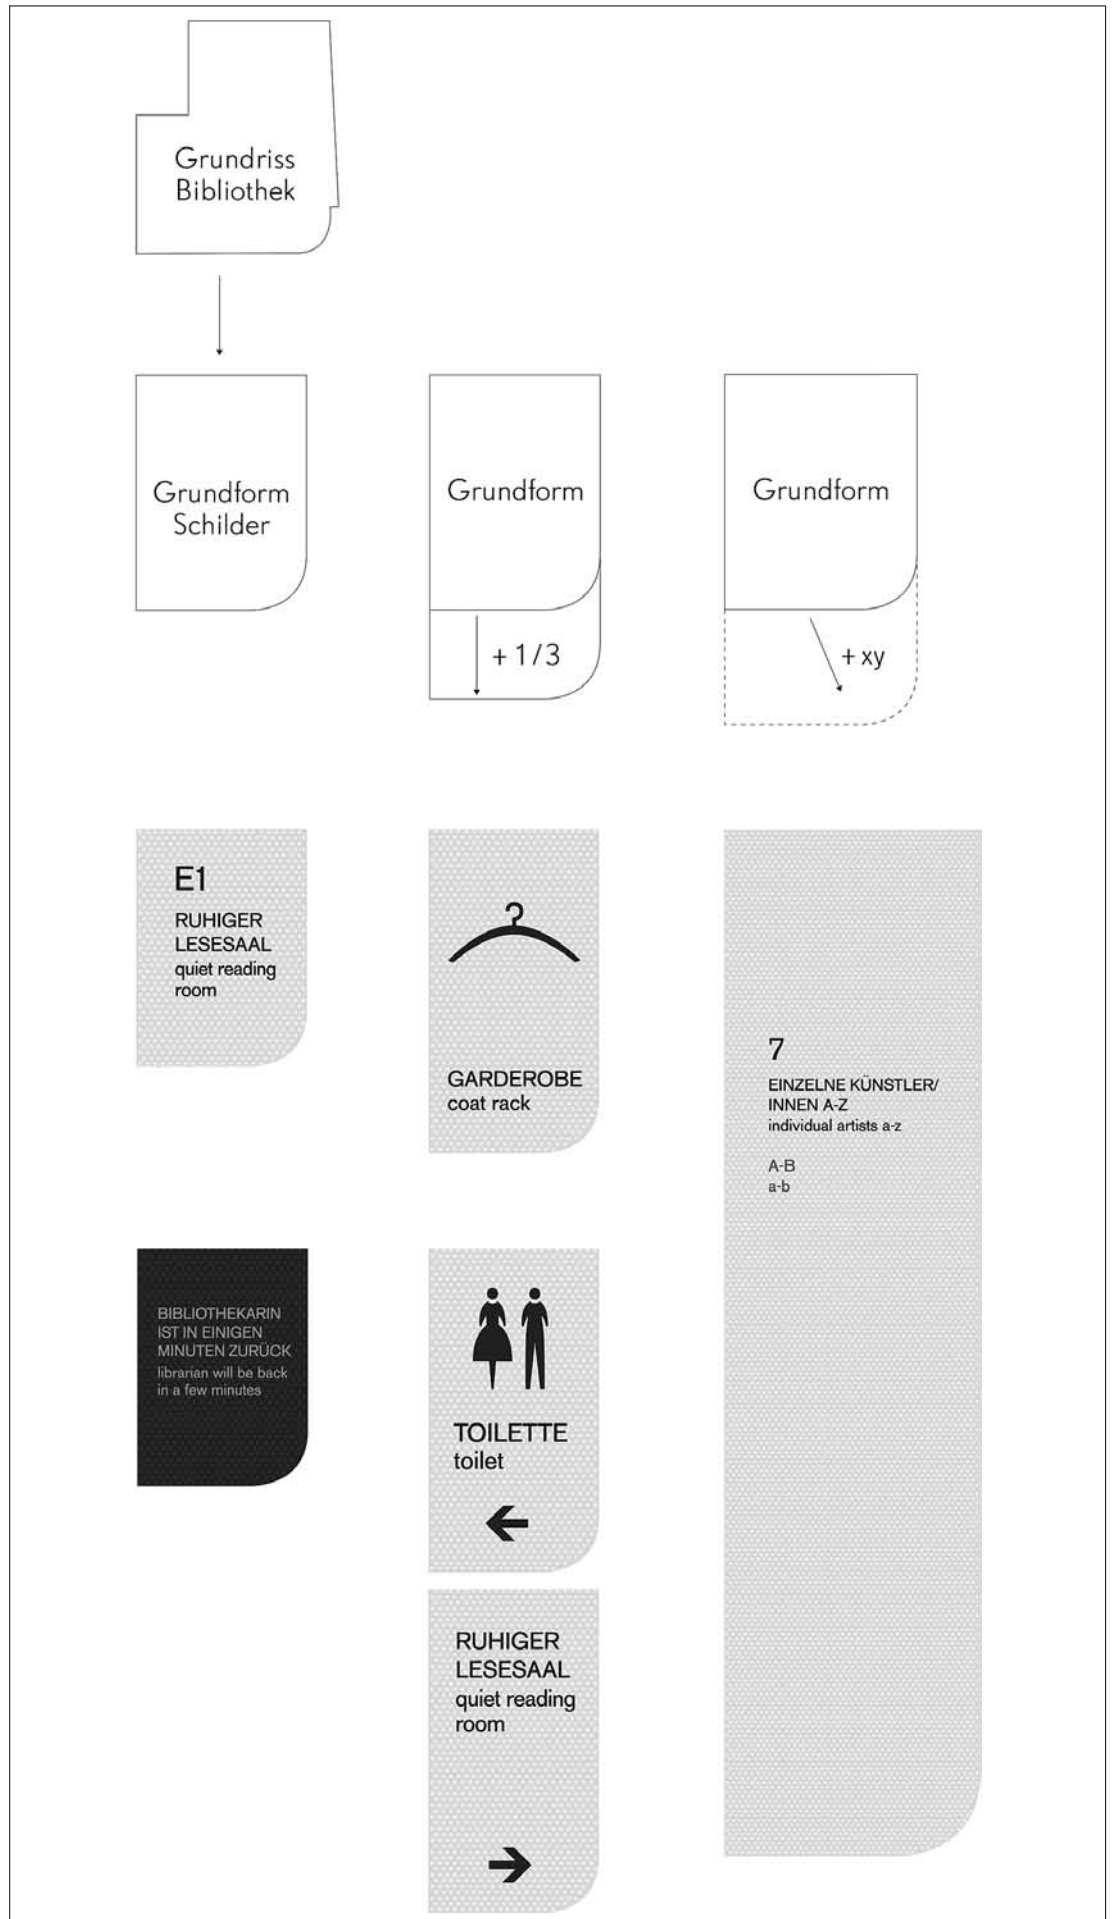 Grundriss
Bibliothek
Grundform
Schilder
Grundform
+ 1/3
Grundform
+ xy
E1
RUHIGER
LESESAAL
quiet reading
room
GARDEROBE
coat rack
7
EINZELNE KÜNSTLER/
INNEN A-Z
individual artists a-z
A-B
a-b
BIBLIOTHEKARIN
IST IN EINIGEN
MINUTEN ZURÜCK
librarian will be back
in a few minutes
TOILETTE
toilet
RUHIGER
LESESAAL
quiet reading
room